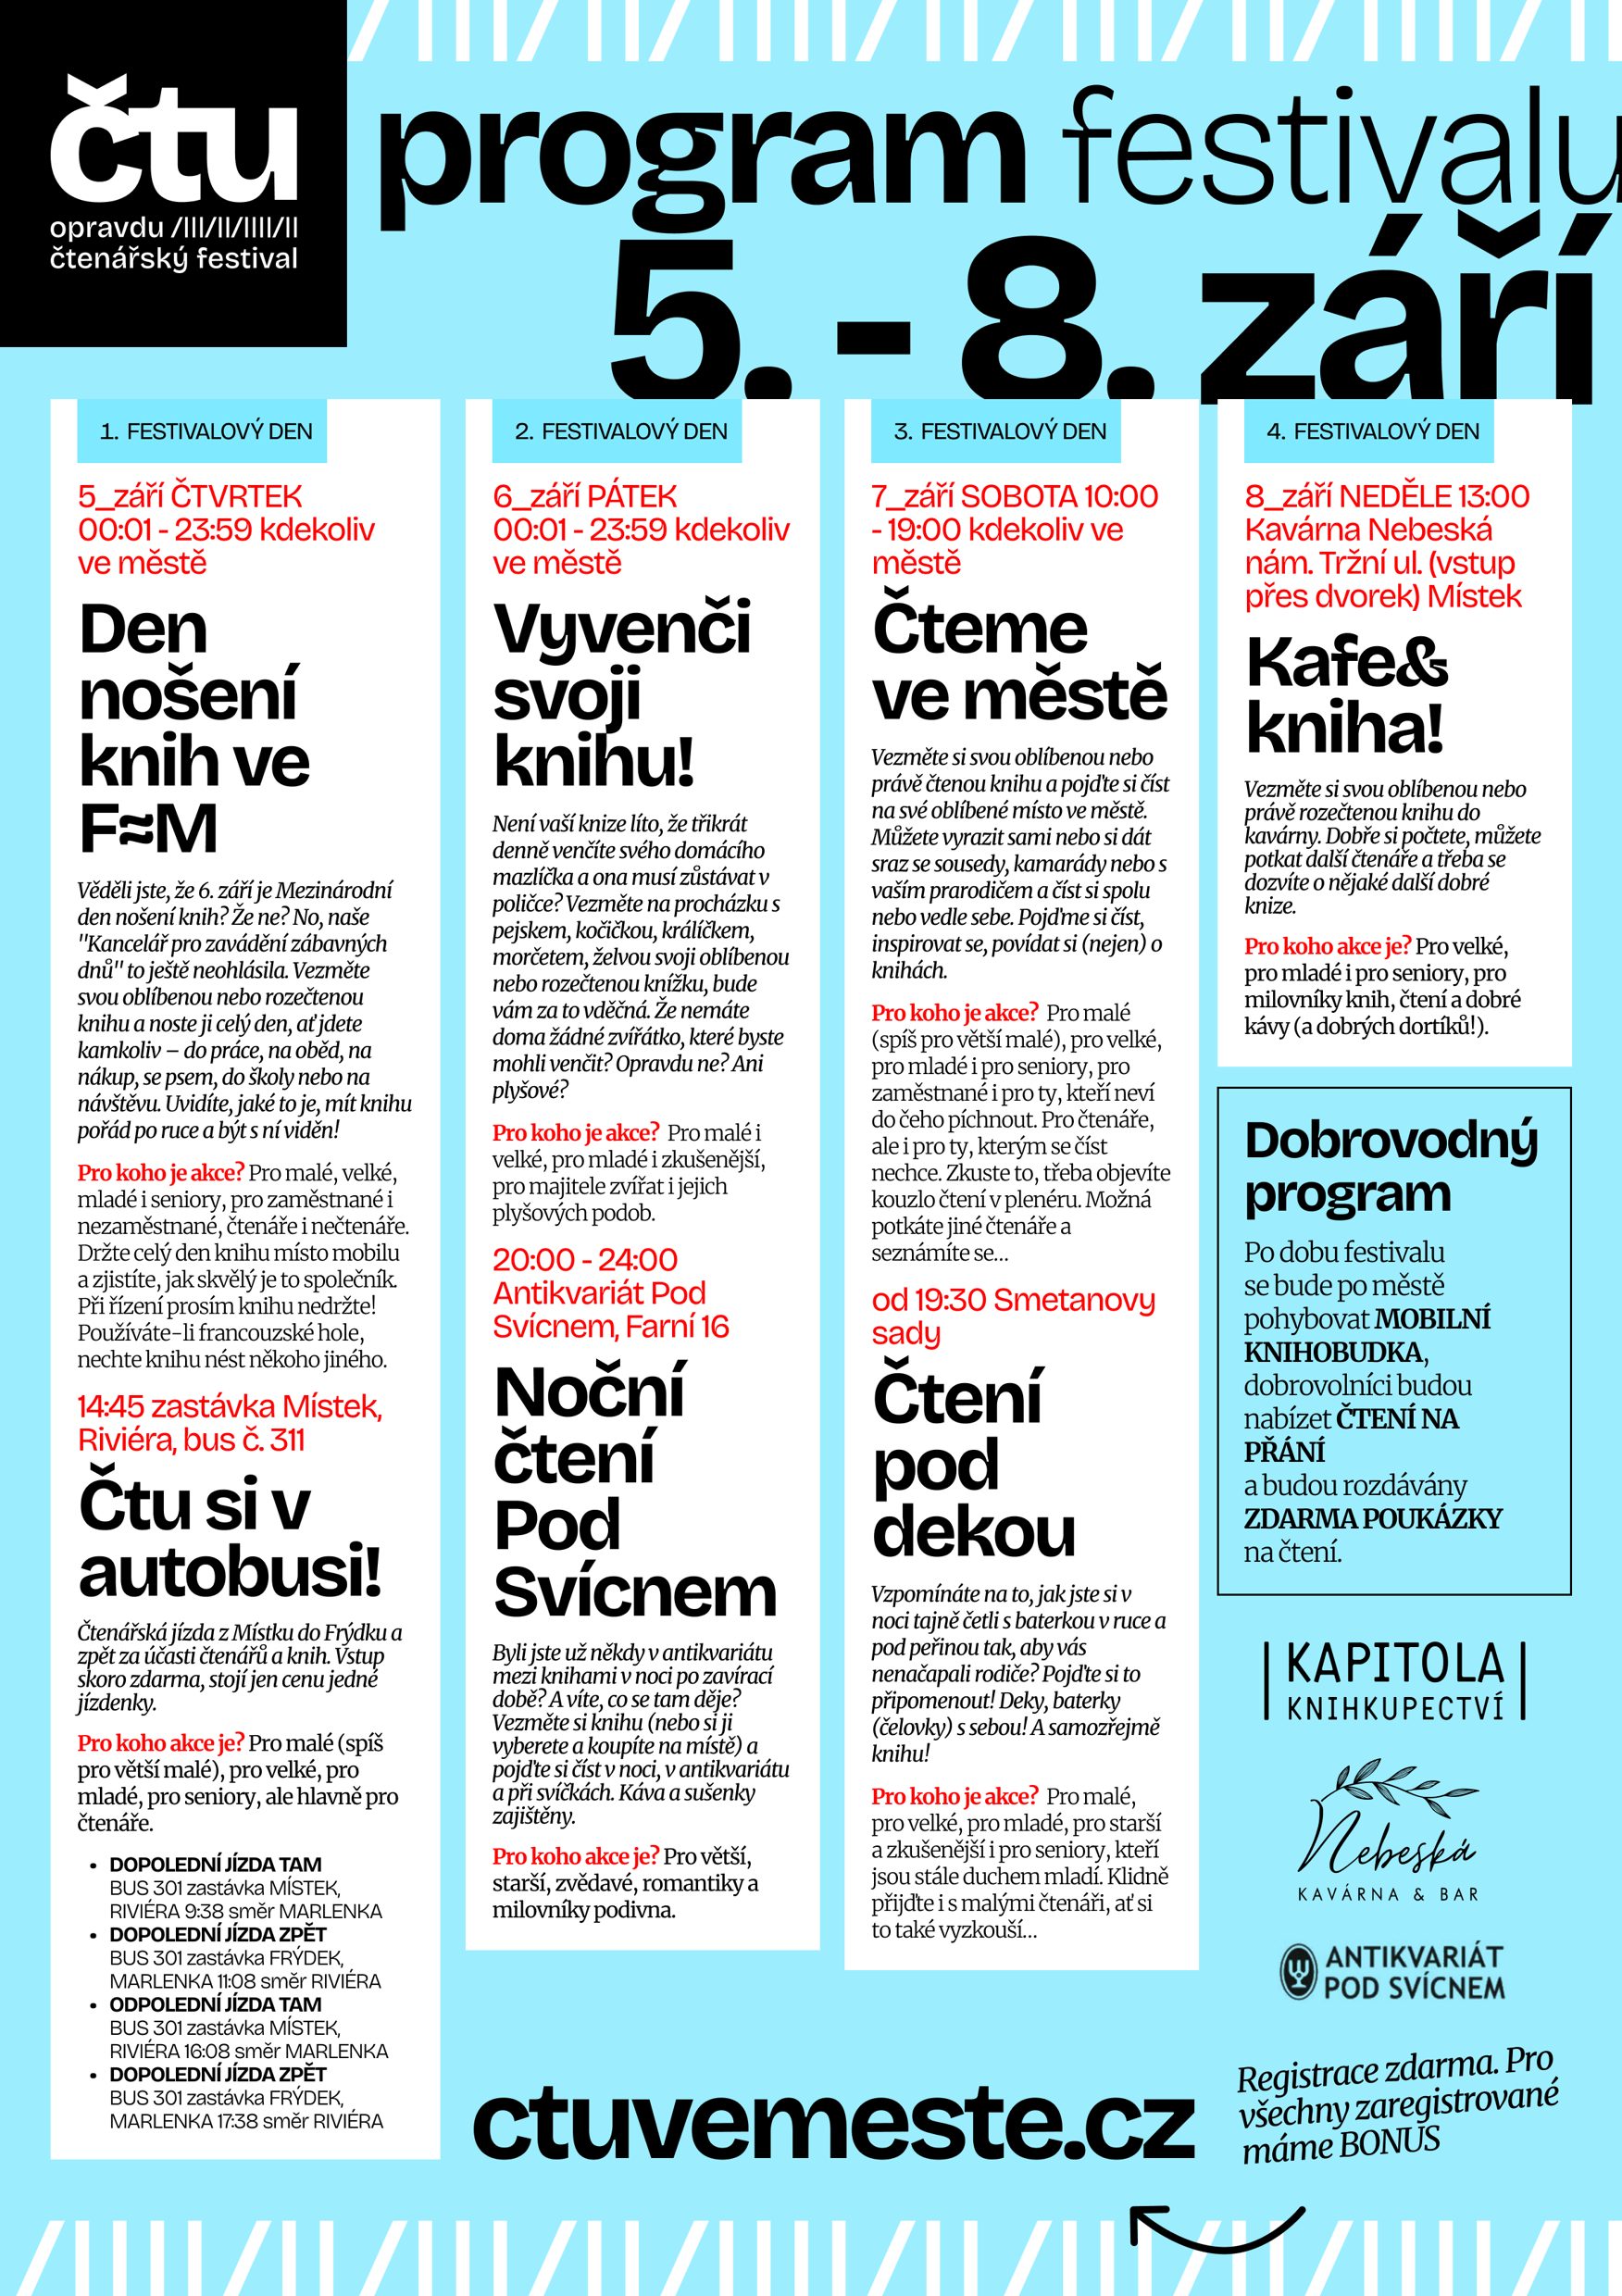 čtu
opravdu /III/II/IIII/II
čtenářský festival
program festivalu
5. - 8. září
1. FESTIVALOVÝ DEN
5_září ČTVRTEK
00:01 - 23:59 kdekoliv
ve městě
Den
nošení
knih ve
F≈M
Věděli jste, že 6. září je Mezinárodní
den nošení knih? Že ne? No, naše
"Kancelář pro zavádění zábavných
dnů" to ještě neohlásila. Vezměte
svou oblíbenou nebo rozečtenou
knihu a noste ji celý den, ať jdete
kamkoliv – do práce, na oběd, na
nákup, se psem, do školy nebo na
návštěvu. Uvidíte, jaké to je, mít knihu
pořád po ruce a být s ní viděn!
Pro koho je akce? Pro malé, velké,
mladé i seniory, pro zaměstnané i
nezaměstnané, čtenáře i nečtenáře.
Držte celý den knihu místo mobilu
a zjistíte, jak skvělý je to společník.
Při řízení prosím knihu nedržte!
Používáte-li francouzské hole,
nechte knihu nést někoho jiného.
14:45 zastávka Místek,
Riviéra, bus č. 311
Čtu si v
autobusi!
Čtenářská jízda z Místku do Frýdku a
zpět za účasti čtenářů a knih. Vstup
skoro zdarma, stojí jen cenu jedné
jízdenky.
Pro koho akce je? Pro malé (spíš
pro větší malé), pro velké, pro
mladé, pro seniory, ale hlavně pro
čtenáře.
• DOPOLEDNÍ JÍZDA TAM
BUS 301 zastávka MÍSTEK,
RIVIÉRA 9:38 směr MARLENKA
• DOPOLEDNÍ JÍZDA ZPĚT
BUS 301 zastávka FRÝDEK,
MARLENKA 11:08 směr RIVIÉRA
• ODPOLEDNÍ JÍZDA TAM
BUS 301 zastávka MÍSTEK,
RIVIÉRA 16:08 směr MARLENKA
• DOPOLEDNÍ JÍZDA ZPĚT
BUS 301 zastávka FRÝDEK,
MARLENKA 17:38 směr RIVIÉRA
2. FESTIVALOVÝ DEN
6_září PÁTEK
00:01 - 23:59 kdekoliv
ve městě
Vyvenči
svoji
knihu!
Není vaší knize líto, že třikrát
denně venčíte svého domácího
mazlíčka a ona musí zůstávat v
poličce? Vezměte na procházku s
pejskem, kočičkou, králíčkem,
morčetem, želvou svoji oblíbenou
nebo rozečtenou knížku, bude
vám za to vděčná. Že nemáte
doma žádné zvířátko, které byste
mohli venčit? Opravdu ne? Ani
plyšové?
Pro koho je akce? Pro malé i
velké, pro mladé i zkušenější,
pro majitele zvířat i jejich
plyšových podob.
20:00 - 24:00
Antikvariát Pod
Svícnem, Farní 16
Noční
čtení
Pod
Svícnem
Byli jste už někdy v antikvariátu
mezi knihami v noci po zavírací
době? A víte, co se tam děje?
Vezměte si knihu (nebo si ji
vyberete a koupíte na místě) a
pojďte si číst v noci, v antikvariátu
a při svíčkách. Káva a sušenky
zajištěny.
Pro koho akce je? Pro větší,
starší, zvědavé, romantiky a
milovníky podivna.
3. FESTIVALOVÝ DEN
7_září SOBOTA 10:00
- 19:00 kdekoliv ve
městě
Čteme
ve městě
Vezměte si svou oblíbenou nebo
právě čtenou knihu a pojďte si číst
na své oblíbené místo ve městě.
Můžete vyrazit sami nebo si dát
sraz se sousedy, kamarády nebo s
vaším prarodičem a číst si spolu
nebo vedle sebe. Pojďme si číst,
inspirovat se, povídat si (nejen) o
knihách.
Pro koho je akce? Pro malé
(spíš pro větší malé), pro velké,
pro mladé i pro seniory, pro
zaměstnané i pro ty, kteří neví
do čeho píchnout. Pro čtenáře,
ale i pro ty, kterým se číst
nechce. Zkuste to, třeba objevíte
kouzlo čtení v plenéru. Možná
potkáte jiné čtenáře a
seznámíte se...
od 19:30 Smetanovy
sady
Čtení
pod
dekou
Vzpomínáte na to, jak jste si v
noci tajně četli s baterkou v ruce a
pod peřinou tak, aby vás
nenačapali rodiče? Pojďte si to
připomenout! Deky, baterky
(čelovky) s sebou! A samozřejmě
knihu!
Pro koho je akce? Pro malé,
pro velké, pro mladé, pro starší
a zkušenější i pro seniory, kteří
jsou stále duchem mladí. Klidně
přijďte i s malými čtenáři, ať si
to také vyzkouší...
4. FESTIVALOVÝ DEN
8_září NEDĚLE 13:00
Kavárna Nebeská
nám. Tržní ul. (vstup
přes dvorek) Místek
Kafe&
kniha!
Vezměte si svou oblíbenou nebo
právě rozečtenou knihu do
kavárny. Dobře si počtete, můžete
potkat další čtenáře a třeba se
dozvíte o nějaké další dobré
knize.
Pro koho akce je? Pro velké,
pro mladé i pro seniory, pro
milovníky knih, čtení a dobré
kávy (a dobrých dortíků!).
Dobrovodný
program
Po dobu festivalu
se bude po městě
pohybovat MOBILNÍ
KNIHOBUDKA,
dobrovolníci budou
nabízet ČTENÍ NA
PŘÁNÍ
a budou rozdávány
ZDARMA POUKÁZKY
na čtení.
KAPITOLA
KNIHKUPECTVÍ
Nebeská
KAVÁRNA & BAR
ANTIKVARIÁT
POD SVÍCNEM
ctuvemeste.cz
Registrace zdarma. Pro
všechny zaregistrované
máme BONUS